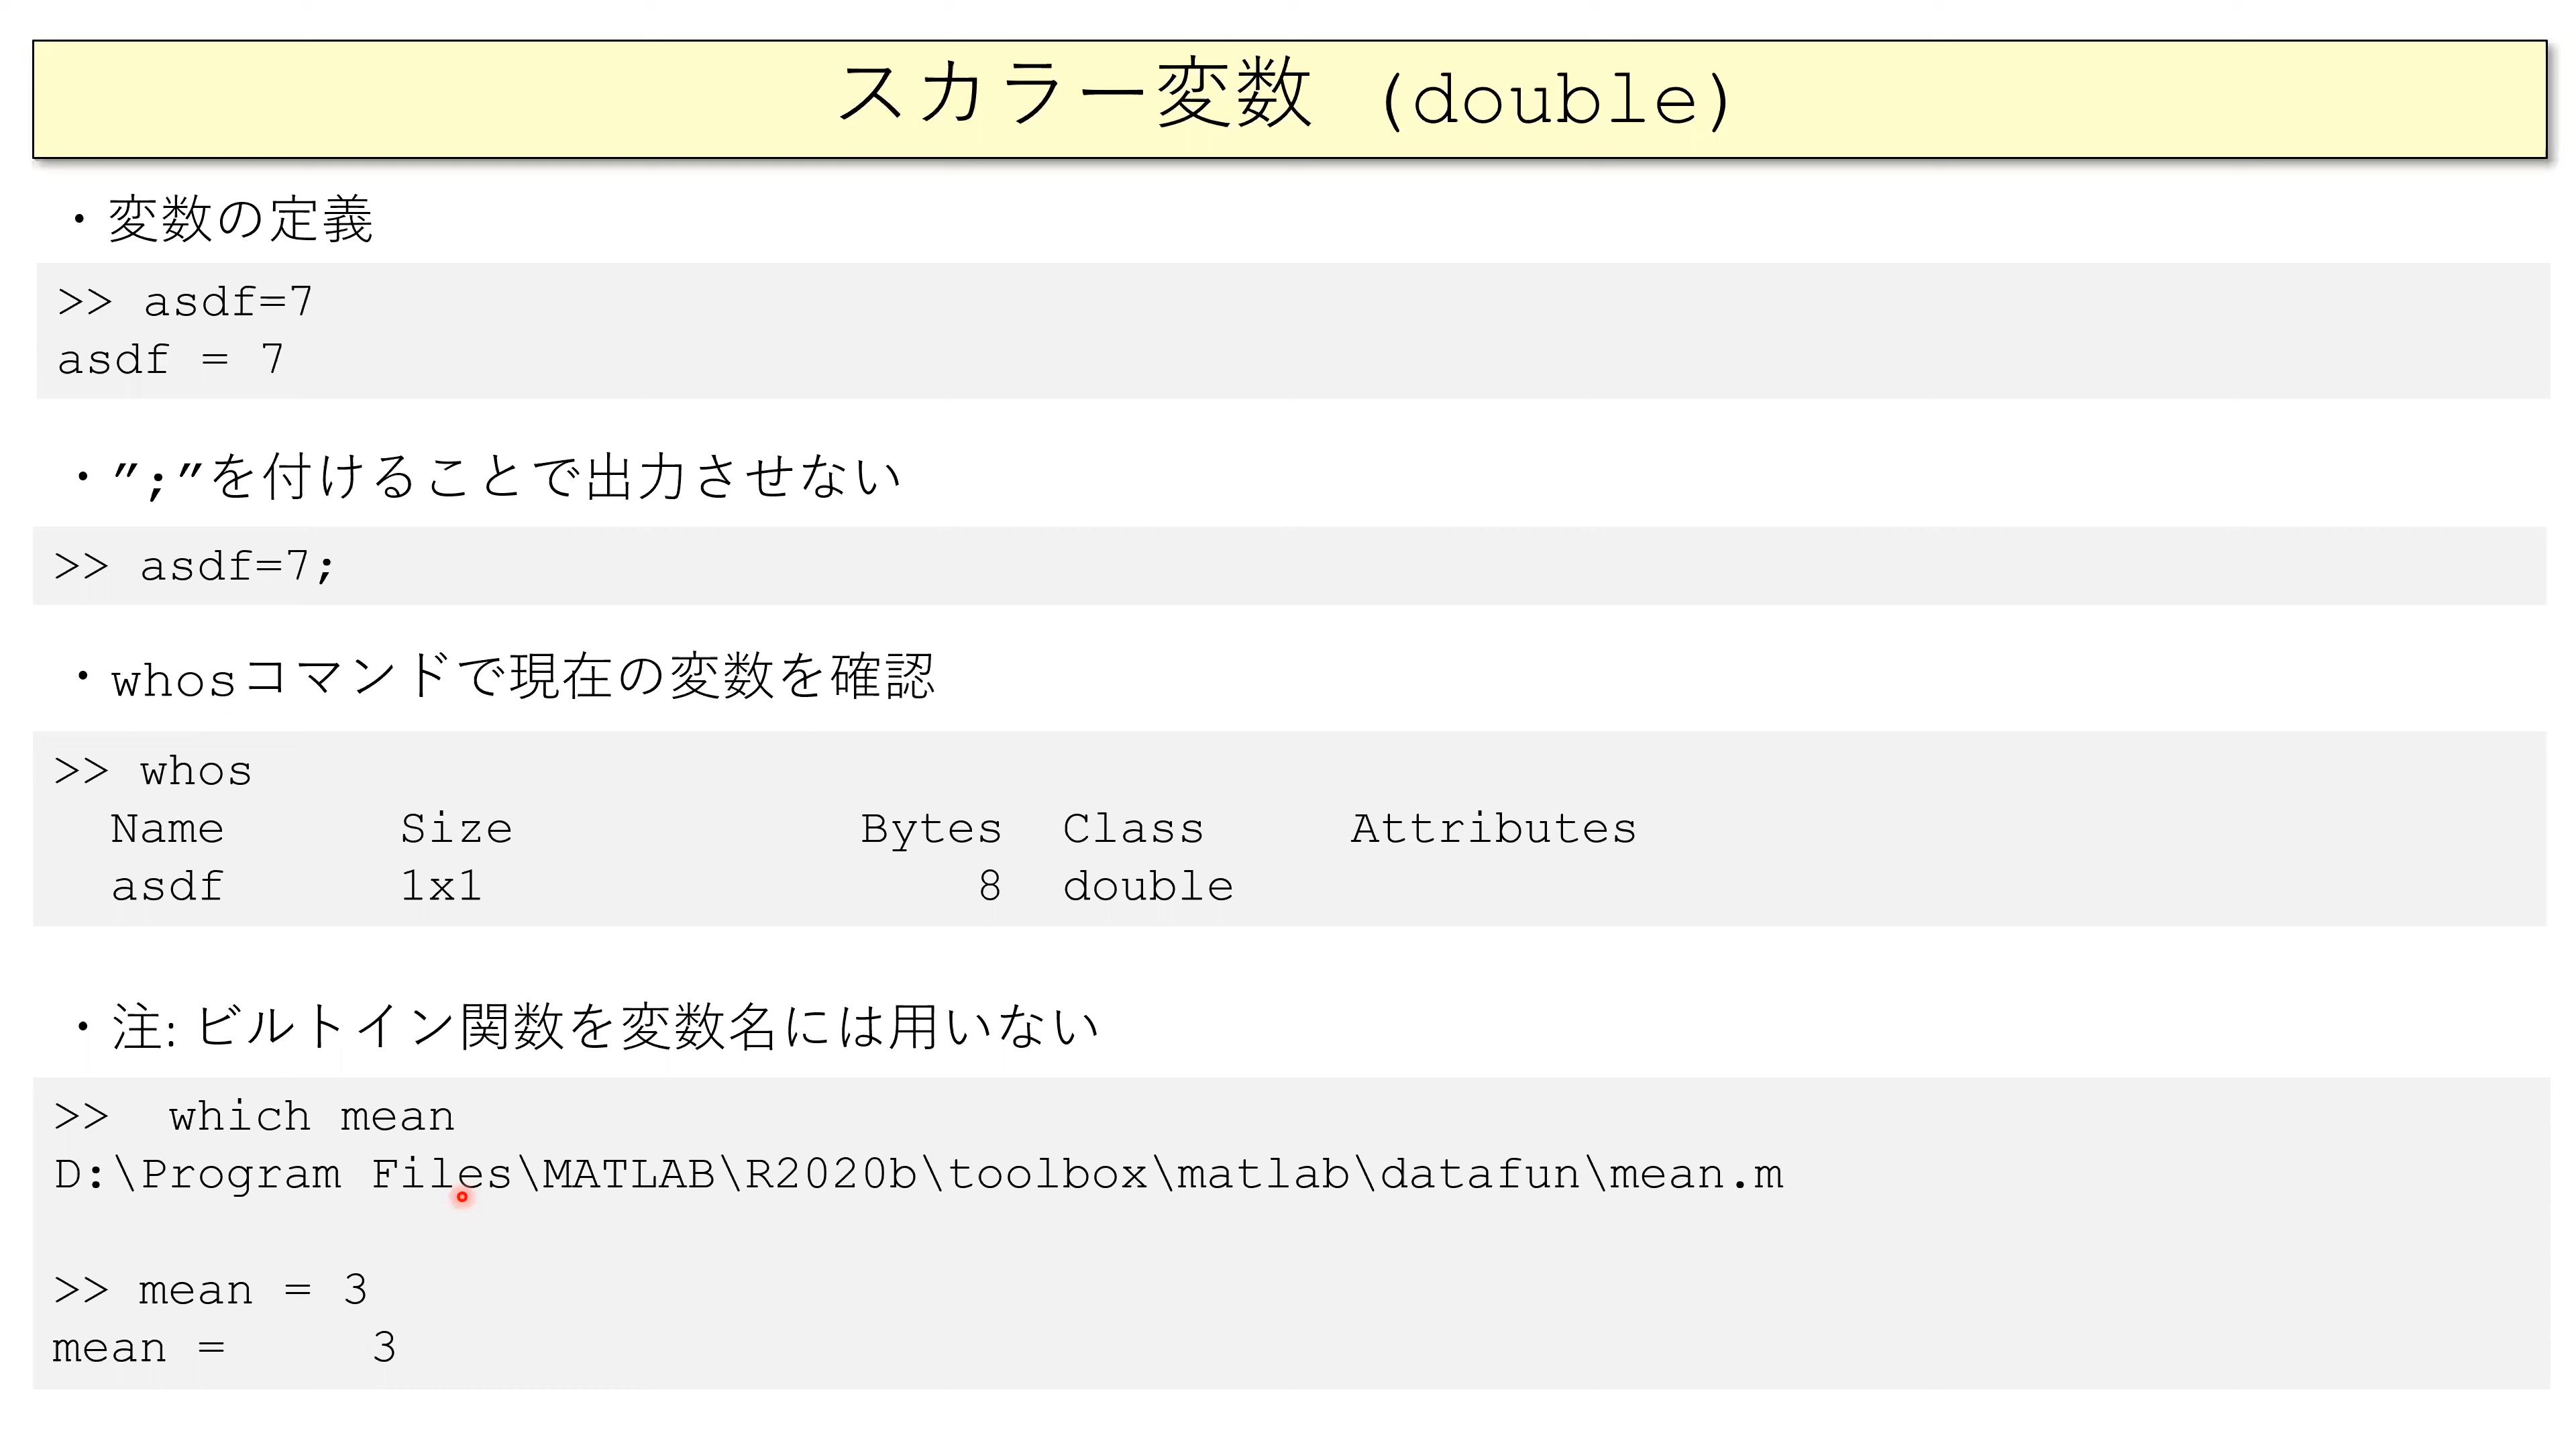 スカラー変数 (double)
・変数の定義
>> asdf=7
asdf = 7
・”;”を付けることで出力させない
>> asdf=7;
・whosコマンドで現在の変数を確認
>> whos
  Name      Size                Bytes  Class     Attributes
  asdf      1x1                     8  double
・注: ビルトイン関数を変数名には用いない
>>  which mean
D:\Program Files\MATLAB\R2020b\toolbox\matlab\datafun\mean.m
>> mean = 3
mean =     3